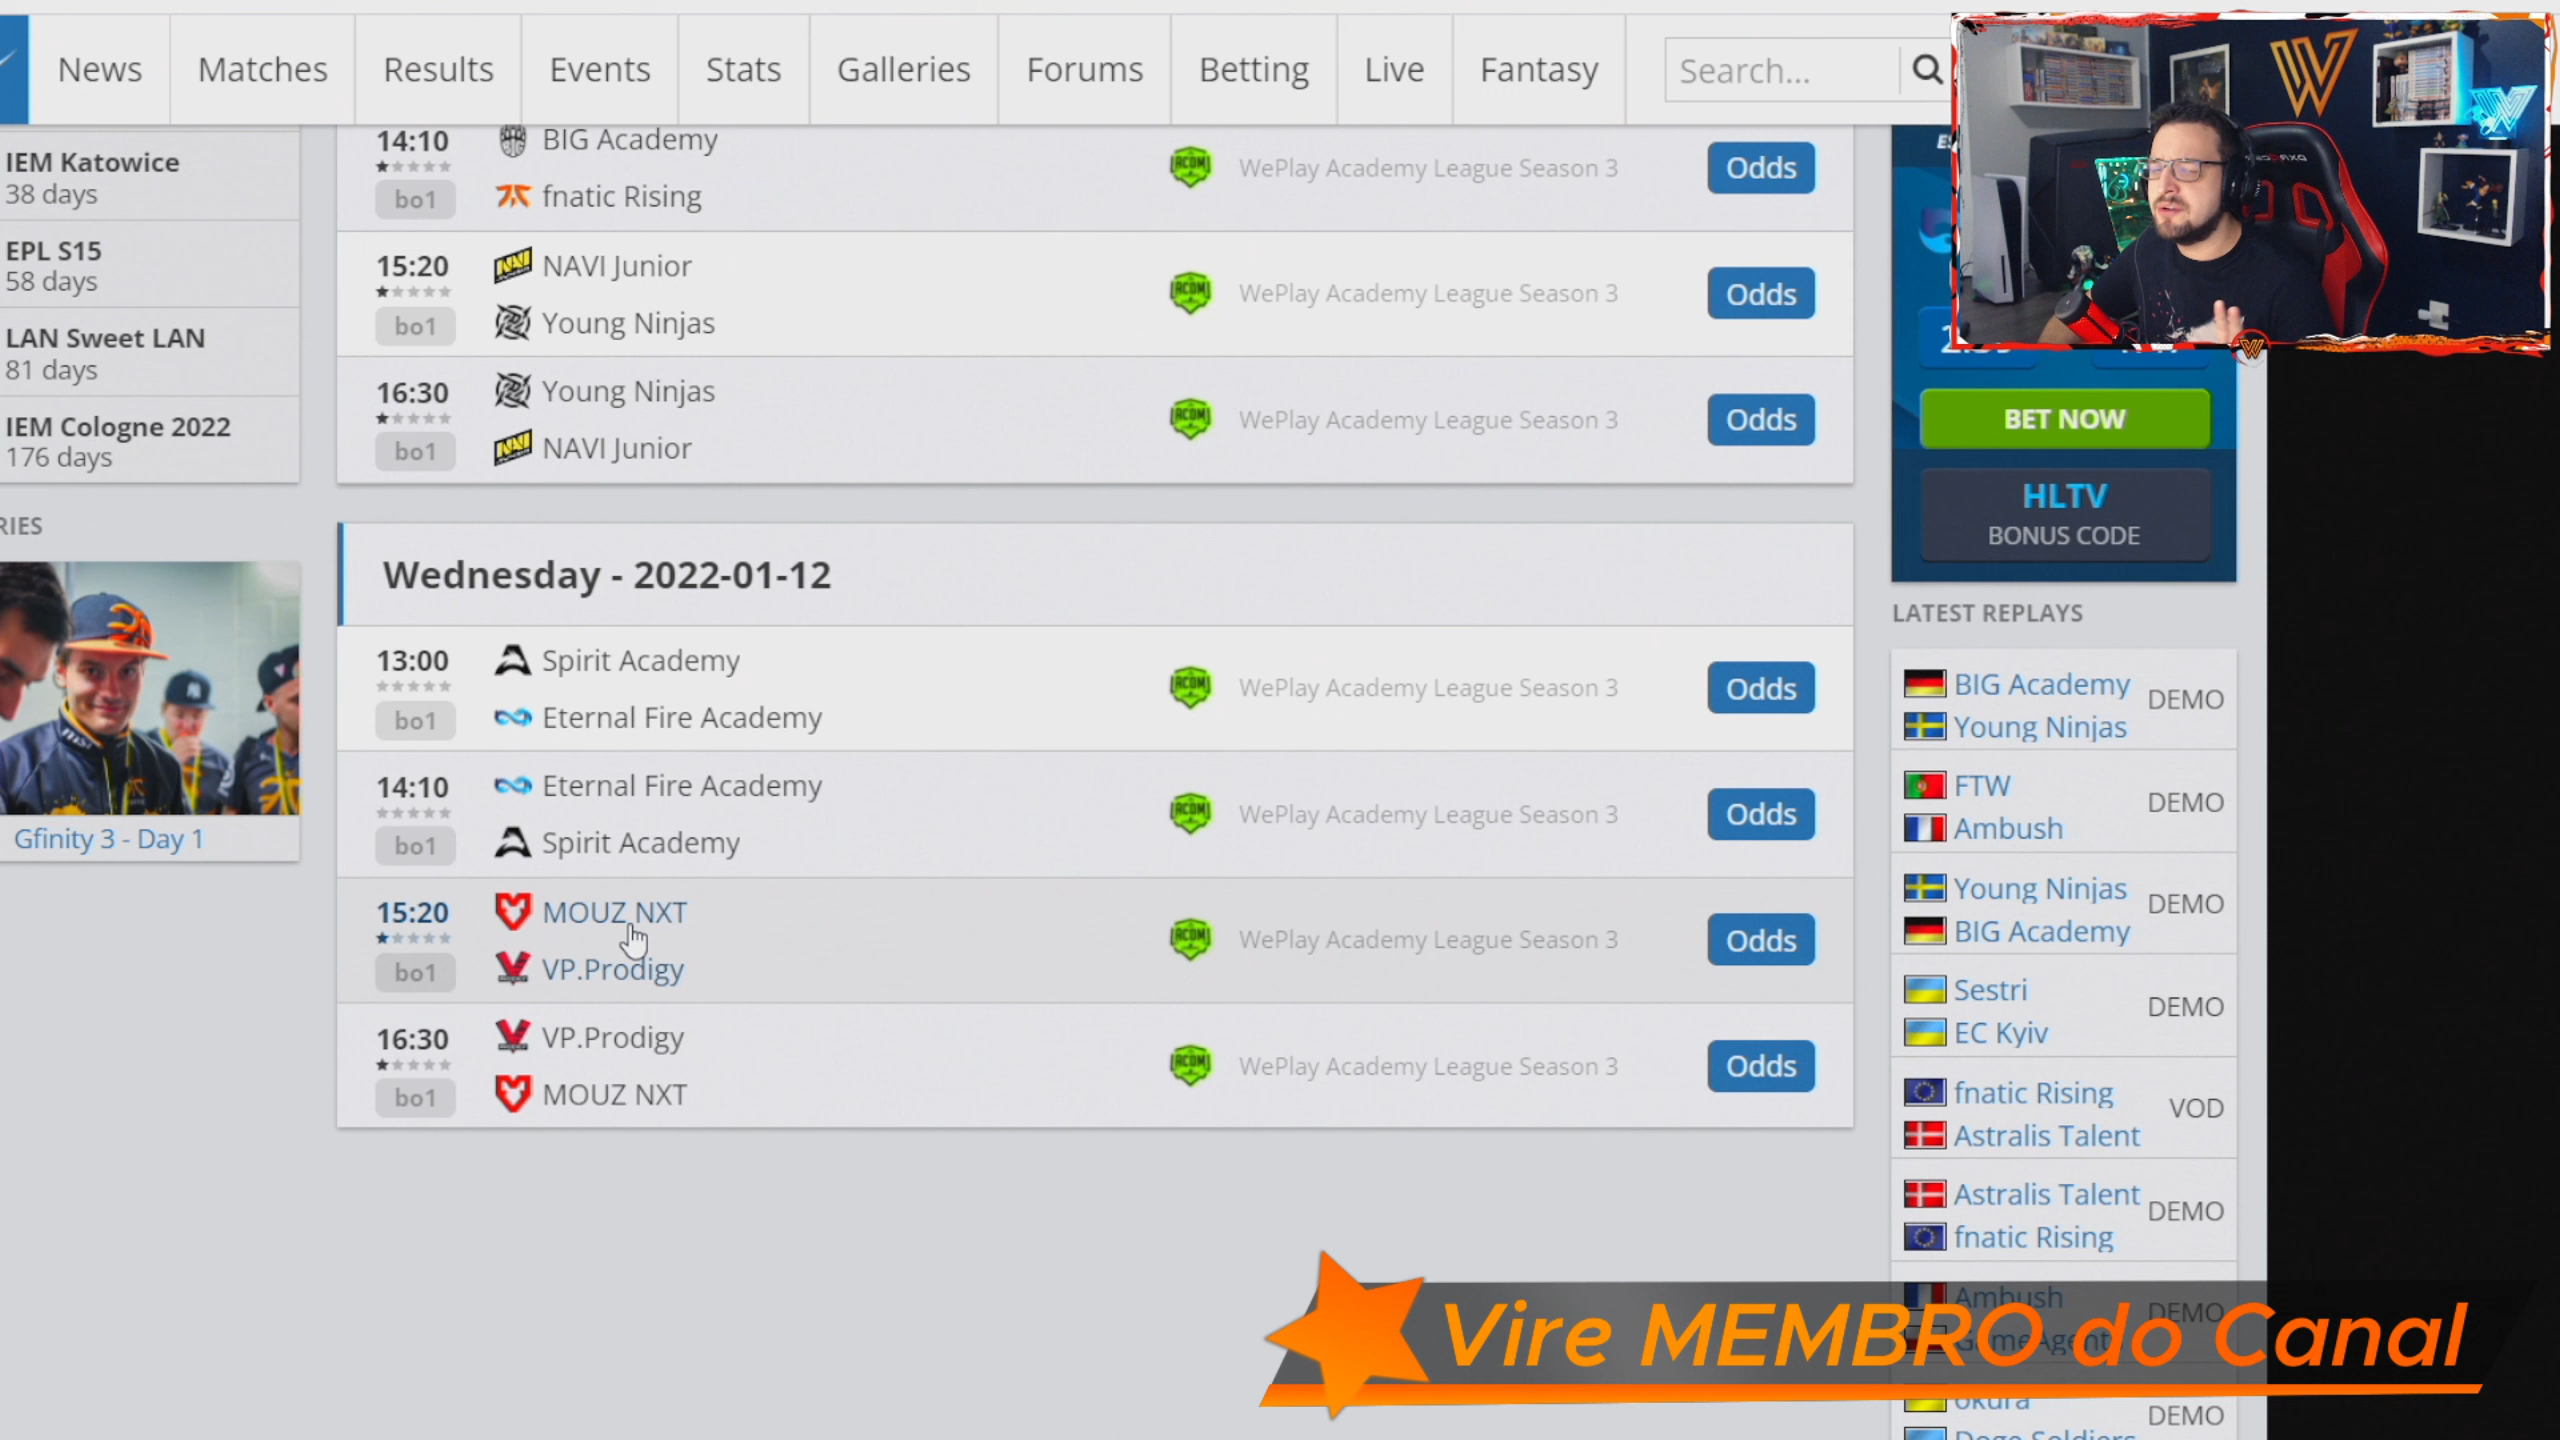 News
Matches
Results
Events
Stats
Galleries
Forums
Betting
Live
Fantasy
Search...
IEM Katowice
38 days
EPL S15
58 days
LAN Sweet LAN
81 days
IEM Cologne 2022
176 days
RIES
Gfinity 3 - Day 1
14:10
bo1
BIG Academy
fnatic Rising
WePlay Academy League Season 3
Odds
15:20
bo1
NAVI Junior
Young Ninjas
WePlay Academy League Season 3
Odds
16:30
bo1
Young Ninjas
NAVI Junior
WePlay Academy League Season 3
Odds
Wednesday - 2022-01-12
13:00
bo1
Spirit Academy
Eternal Fire Academy
WePlay Academy League Season 3
Odds
14:10
bo1
Eternal Fire Academy
Spirit Academy
WePlay Academy League Season 3
Odds
15:20
bo1
MOUZ NXT
VP.Prodigy
WePlay Academy League Season 3
Odds
16:30
bo1
VP.Prodigy
MOUZ NXT
WePlay Academy League Season 3
Odds
BET NOW
HLTV
BONUS CODE
LATEST REPLAYS
BIG Academy
Young Ninjas
DEMO
FTW
Ambush
DEMO
Young Ninjas
BIG Academy
DEMO
Sestri
EC Kyiv
DEMO
fnatic Rising
Astralis Talent
VOD
Astralis Talent
fnatic Rising
DEMO
Ambush
DEMO
okura
DEMO
Vire MEMBRO do Canal